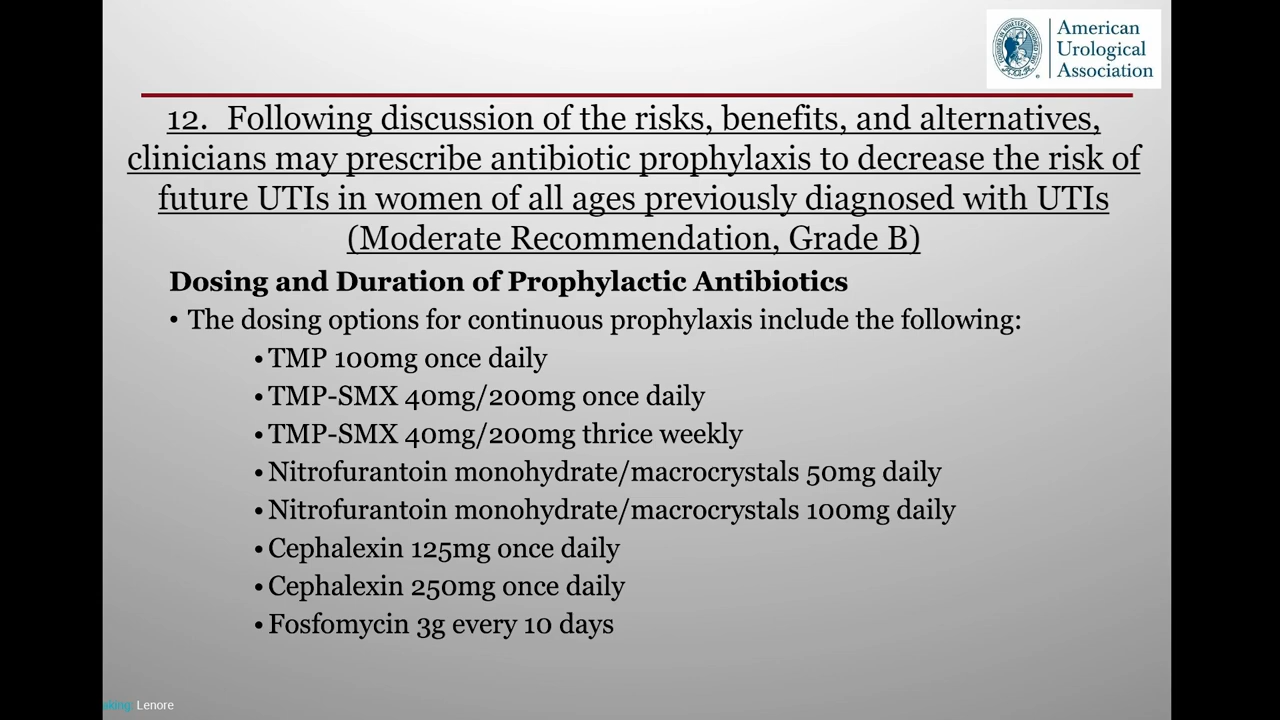 American
Urological
Association
12. Following discussion of the risks, benefits, and alternatives,
clinicians may prescribe antibiotic prophylaxis to decrease the risk of
future UTIs in women of all ages previously diagnosed with UTIs
(Moderate Recommendation, Grade B)
Dosing and Duration of Prophylactic Antibiotics
• The dosing options for continuous prophylaxis include the following:
• TMP 100mg once daily
• TMP-SMX 40mg/200mg once daily
• TMP-SMX 40mg/200mg thrice weekly
• Nitrofurantoin monohydrate/macrocrystals 50mg daily
• Nitrofurantoin monohydrate/macrocrystals 100mg daily
• Cephalexin 125mg once daily
• Cephalexin 250mg once daily
• Fosfomycin 3g every 10 days
aking: Lenore